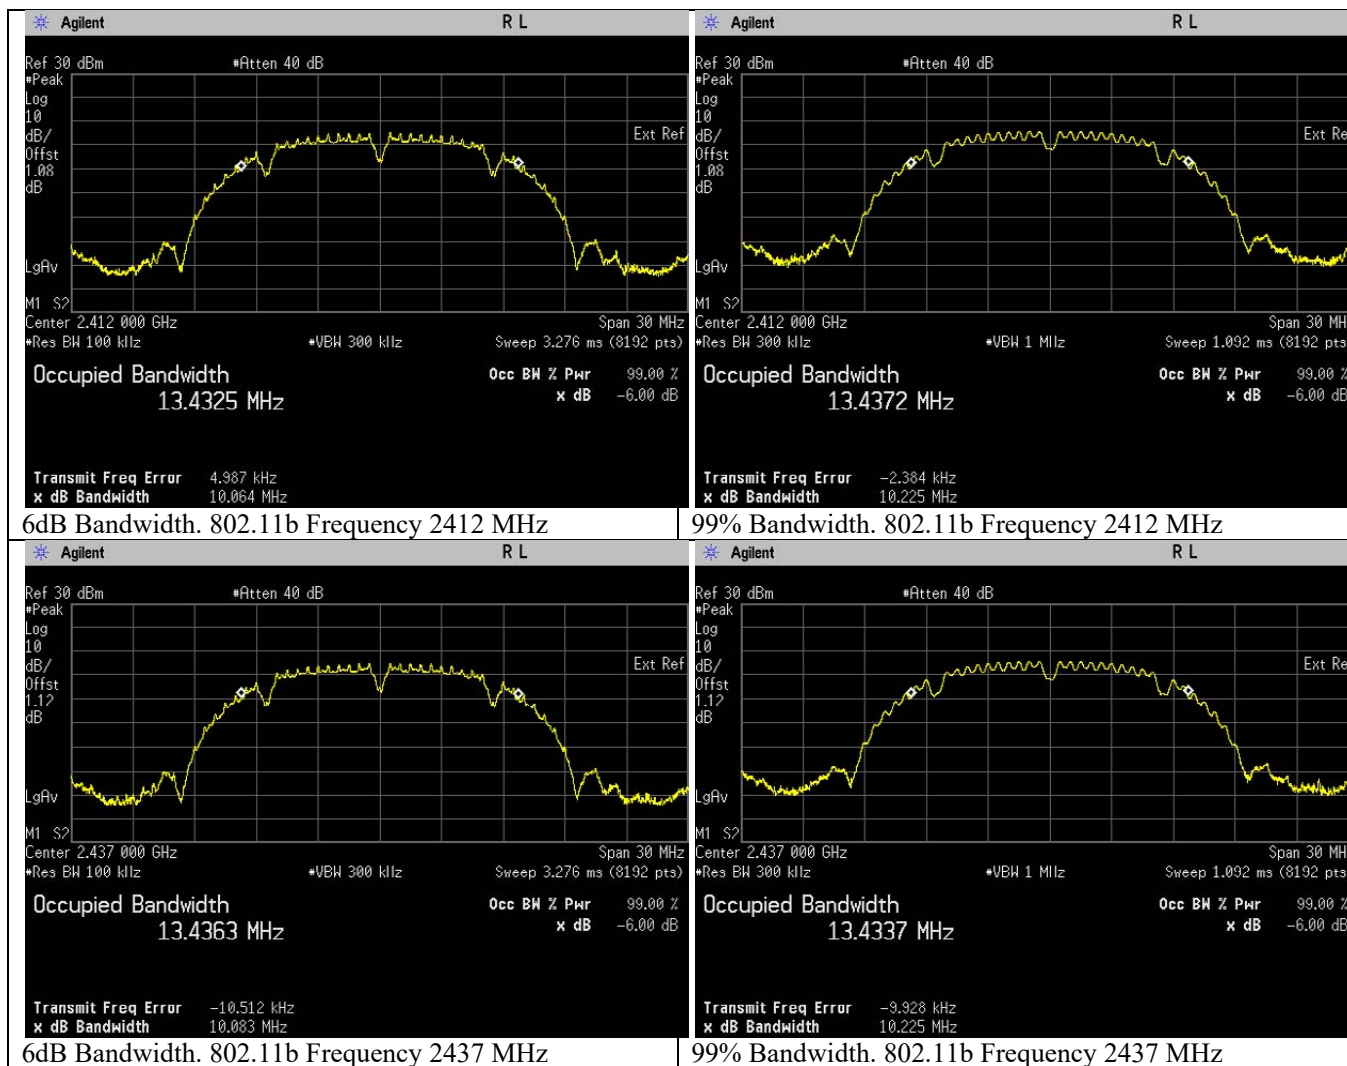 Agilent R L
Ref 30 dBm #Atten 40 dB
#Peak
Log
10
dB/
Offst
1.08
dB
Ext Ref
LgAv
M1 S2
Center 2.412 000 GHz Span 30 MHz
#Res BW 100 kHz #VBW 300 kHz Sweep 3.276 ms (8192 pts)
Occupied Bandwidth
13.4325 MHz
Occ BW % Pwr 99.00 %
x dB -6.00 dB
Transmit Freq Error 4.987 kHz
x dB Bandwidth 10.064 MHz
6dB Bandwidth. 802.11b Frequency 2412 MHz
Agilent R L
Ref 30 dBm #Atten 40 dB
#Peak
Log
10
dB/
Offst
1.08
dB
Ext Re
LgAv
M1 S2
Center 2.412 000 GHz Span 30 MH
#Res BW 300 kHz #VBW 1 MHz Sweep 1.092 ms (8192 pts
Occupied Bandwidth
13.4372 MHz
Occ BW % Pwr 99.00 %
x dB -6.00 dB
Transmit Freq Error -2.384 kHz
x dB Bandwidth 10.225 MHz
99% Bandwidth. 802.11b Frequency 2412 MHz
Agilent R L
Ref 30 dBm #Atten 40 dB
#Peak
Log
10
dB/
Offst
1.12
dB
Ext Ref
LgAv
M1 S2
Center 2.437 000 GHz Span 30 MHz
#Res BW 100 kHz #VBW 300 kHz Sweep 3.276 ms (8192 pts)
Occupied Bandwidth
13.4363 MHz
Occ BW % Pwr 99.00 %
x dB -6.00 dB
Transmit Freq Error -10.512 kHz
x dB Bandwidth 10.083 MHz
6dB Bandwidth. 802.11b Frequency 2437 MHz
Agilent R L
Ref 30 dBm #Atten 40 dB
#Peak
Log
10
dB/
Offst
1.12
dB
Ext Re
LgAv
M1 S2
Center 2.437 000 GHz Span 30 MH
#Res BW 300 kHz #VBW 1 MHz Sweep 1.092 ms (8192 pts
Occupied Bandwidth
13.4337 MHz
Occ BW % Pwr 99.00 %
x dB -6.00 dB
Transmit Freq Error -9.928 kHz
x dB Bandwidth 10.225 MHz
99% Bandwidth. 802.11b Frequency 2437 MHz